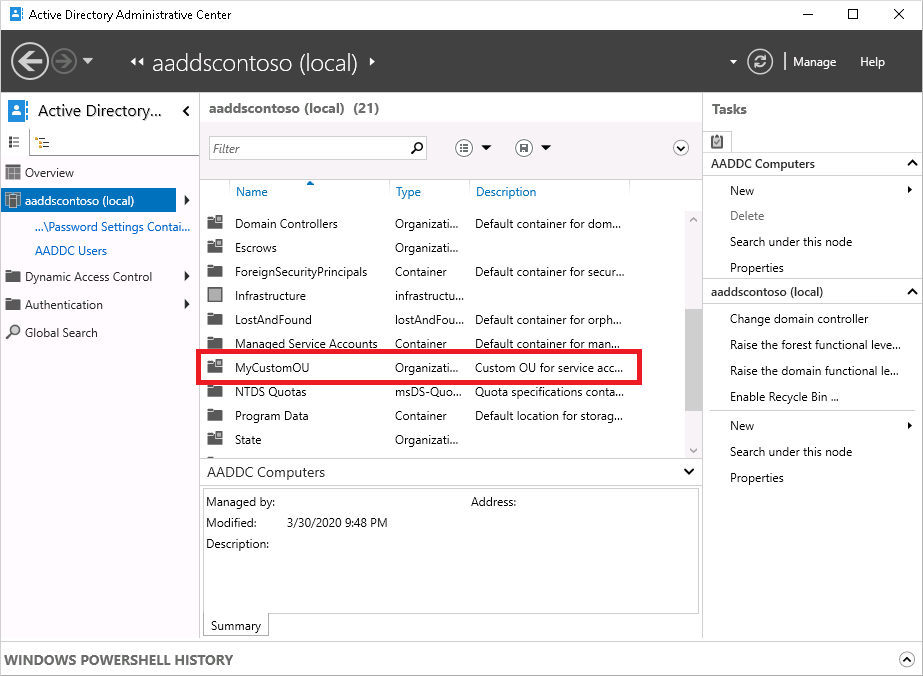 Active Directory Administrative Center
aaddscontoso (local)
Manage
Help
Active Directory...
Overview
aaddscontoso (local)
...\Password Settings Contai...
AADDC Users
Dynamic Access Control
Authentication
Global Search
aaddscontoso (local) (21)
Filter
Name Type Description
Domain Controllers Organizati... Default container for dom...
Escrows Organizati...
ForeignSecurityPrincipals Container Default container for secur...
Infrastructure infrastructu...
LostAndFound lostAndFou... Default container for orph...
Managed Service Accounts Container Default container for man...
MyCustomOU Organizati... Custom OU for service acc...
NTDS Quotas msDS-Quo... Quota specifications conta...
Program Data Container Default location for storag...
State Organizati...
AADDC Computers
Managed by: Address:
Modified: 3/30/2020 9:48 PM
Description:
Summary
Tasks
AADDC Computers
New
Delete
Search under this node
Properties
aaddscontoso (local)
Change domain controller
Raise the forest functional leve...
Raise the domain functional le...
Enable Recycle Bin ...
New
Search under this node
Properties
WINDOWS POWERSHELL HISTORY